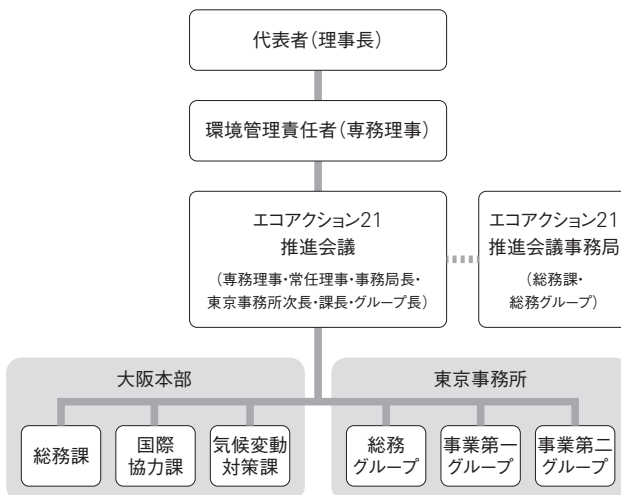 代表者(理事長)
環境管理責任者(専務理事)
エコアクション21
推進会議
(専務理事・常任理事・事務局長・
東京事務所次長・課長・グループ長)
エコアクション21
推進会議事務局
(総務課・
総務グループ)
大阪本部
総務課
国際
協力課
気候変動
対策課
東京事務所
総務
グループ
事業第一
グループ
事業第二
グループ